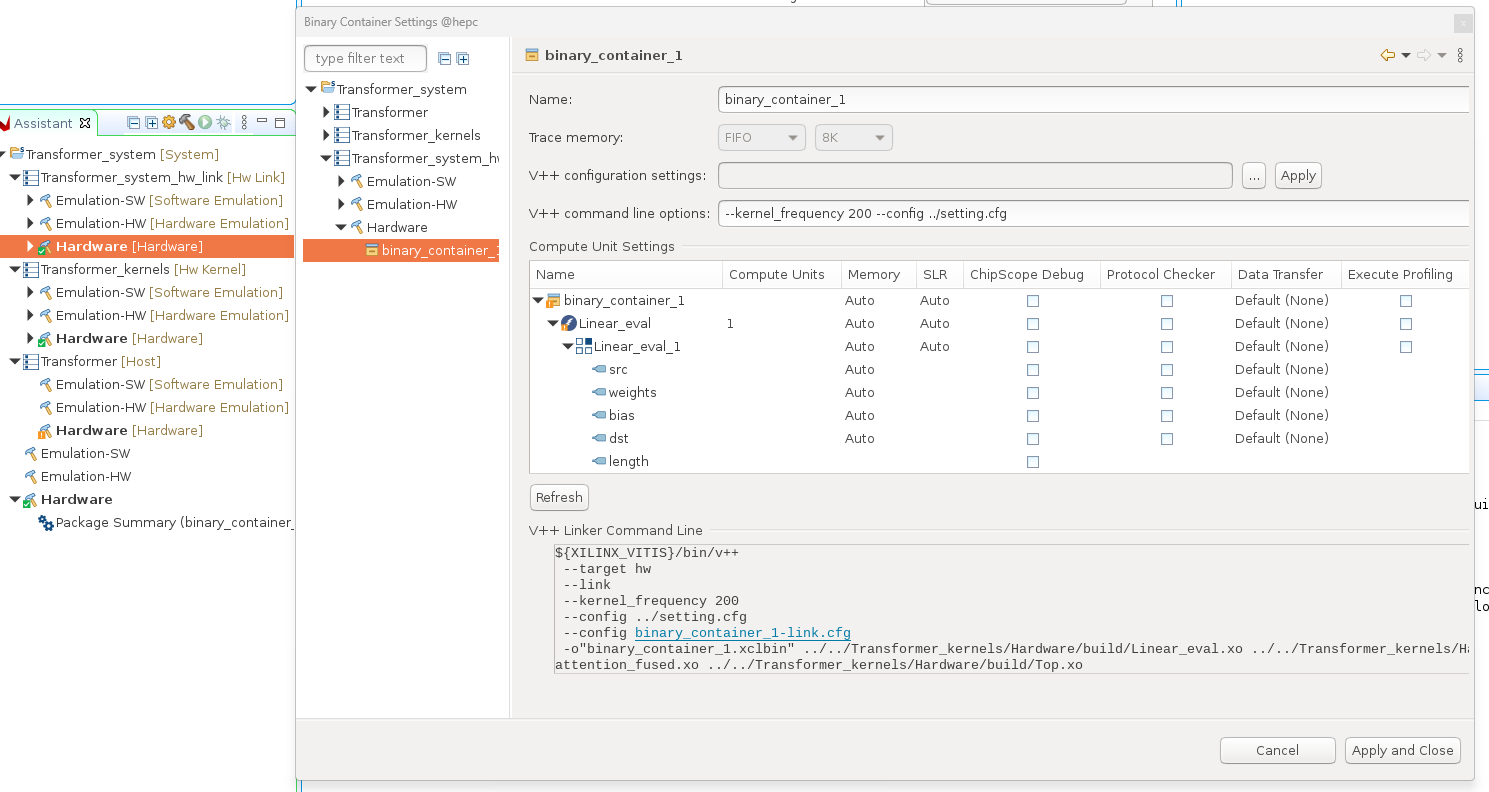 Binary Container Settings @hepc
type filter text
Transformer_system
Transformer
Transformer_kernels
Transformer_system_hw
Emulation-SW
Emulation-HW
Hardware
binary_container_1
Assistant
Transformer_system [System]
Transformer_system_hw_link [Hw Link]
Emulation-SW [Software Emulation]
Emulation-HW [Hardware Emulation]
Hardware [Hardware]
Transformer_kernels [Hw Kernel]
Emulation-SW [Software Emulation]
Emulation-HW [Hardware Emulation]
Hardware [Hardware]
Transformer [Host]
Emulation-SW [Software Emulation]
Emulation-HW [Hardware Emulation]
Hardware [Hardware]
Emulation-SW
Emulation-HW
Hardware
Package Summary (binary_container_
binary_container_1
Name: binary_container_1
Trace memory: FIFO 8K
V++ configuration settings: ... Apply
V++ command line options: --kernel_frequency 200 --config ../setting.cfg
Compute Unit Settings
Name Compute Units Memory SLR ChipScope Debug Protocol Checker Data Transfer Execute Profiling
binary_container_1 Auto Auto Default (None)
Linear_eval 1 Auto Auto Default (None)
Linear_eval_1 Auto Auto Default (None)
src Auto Default (None)
weights Auto Default (None)
bias Auto Default (None)
dst Auto Default (None)
length
Refresh
V++ Linker Command Line
${XILINX_VITIS}/bin/v++
--target hw
--link
--kernel_frequency 200
--config ../setting.cfg
--config binary_container_1-link.cfg
-o"binary_container_1.xclbin" ../../Transformer_kernels/Hardware/build/Linear_eval.xo ../../Transformer_kernels/Ha
attention_fused.xo ../../Transformer_kernels/Hardware/build/Top.xo
Cancel Apply and Close
ui
nc
lo